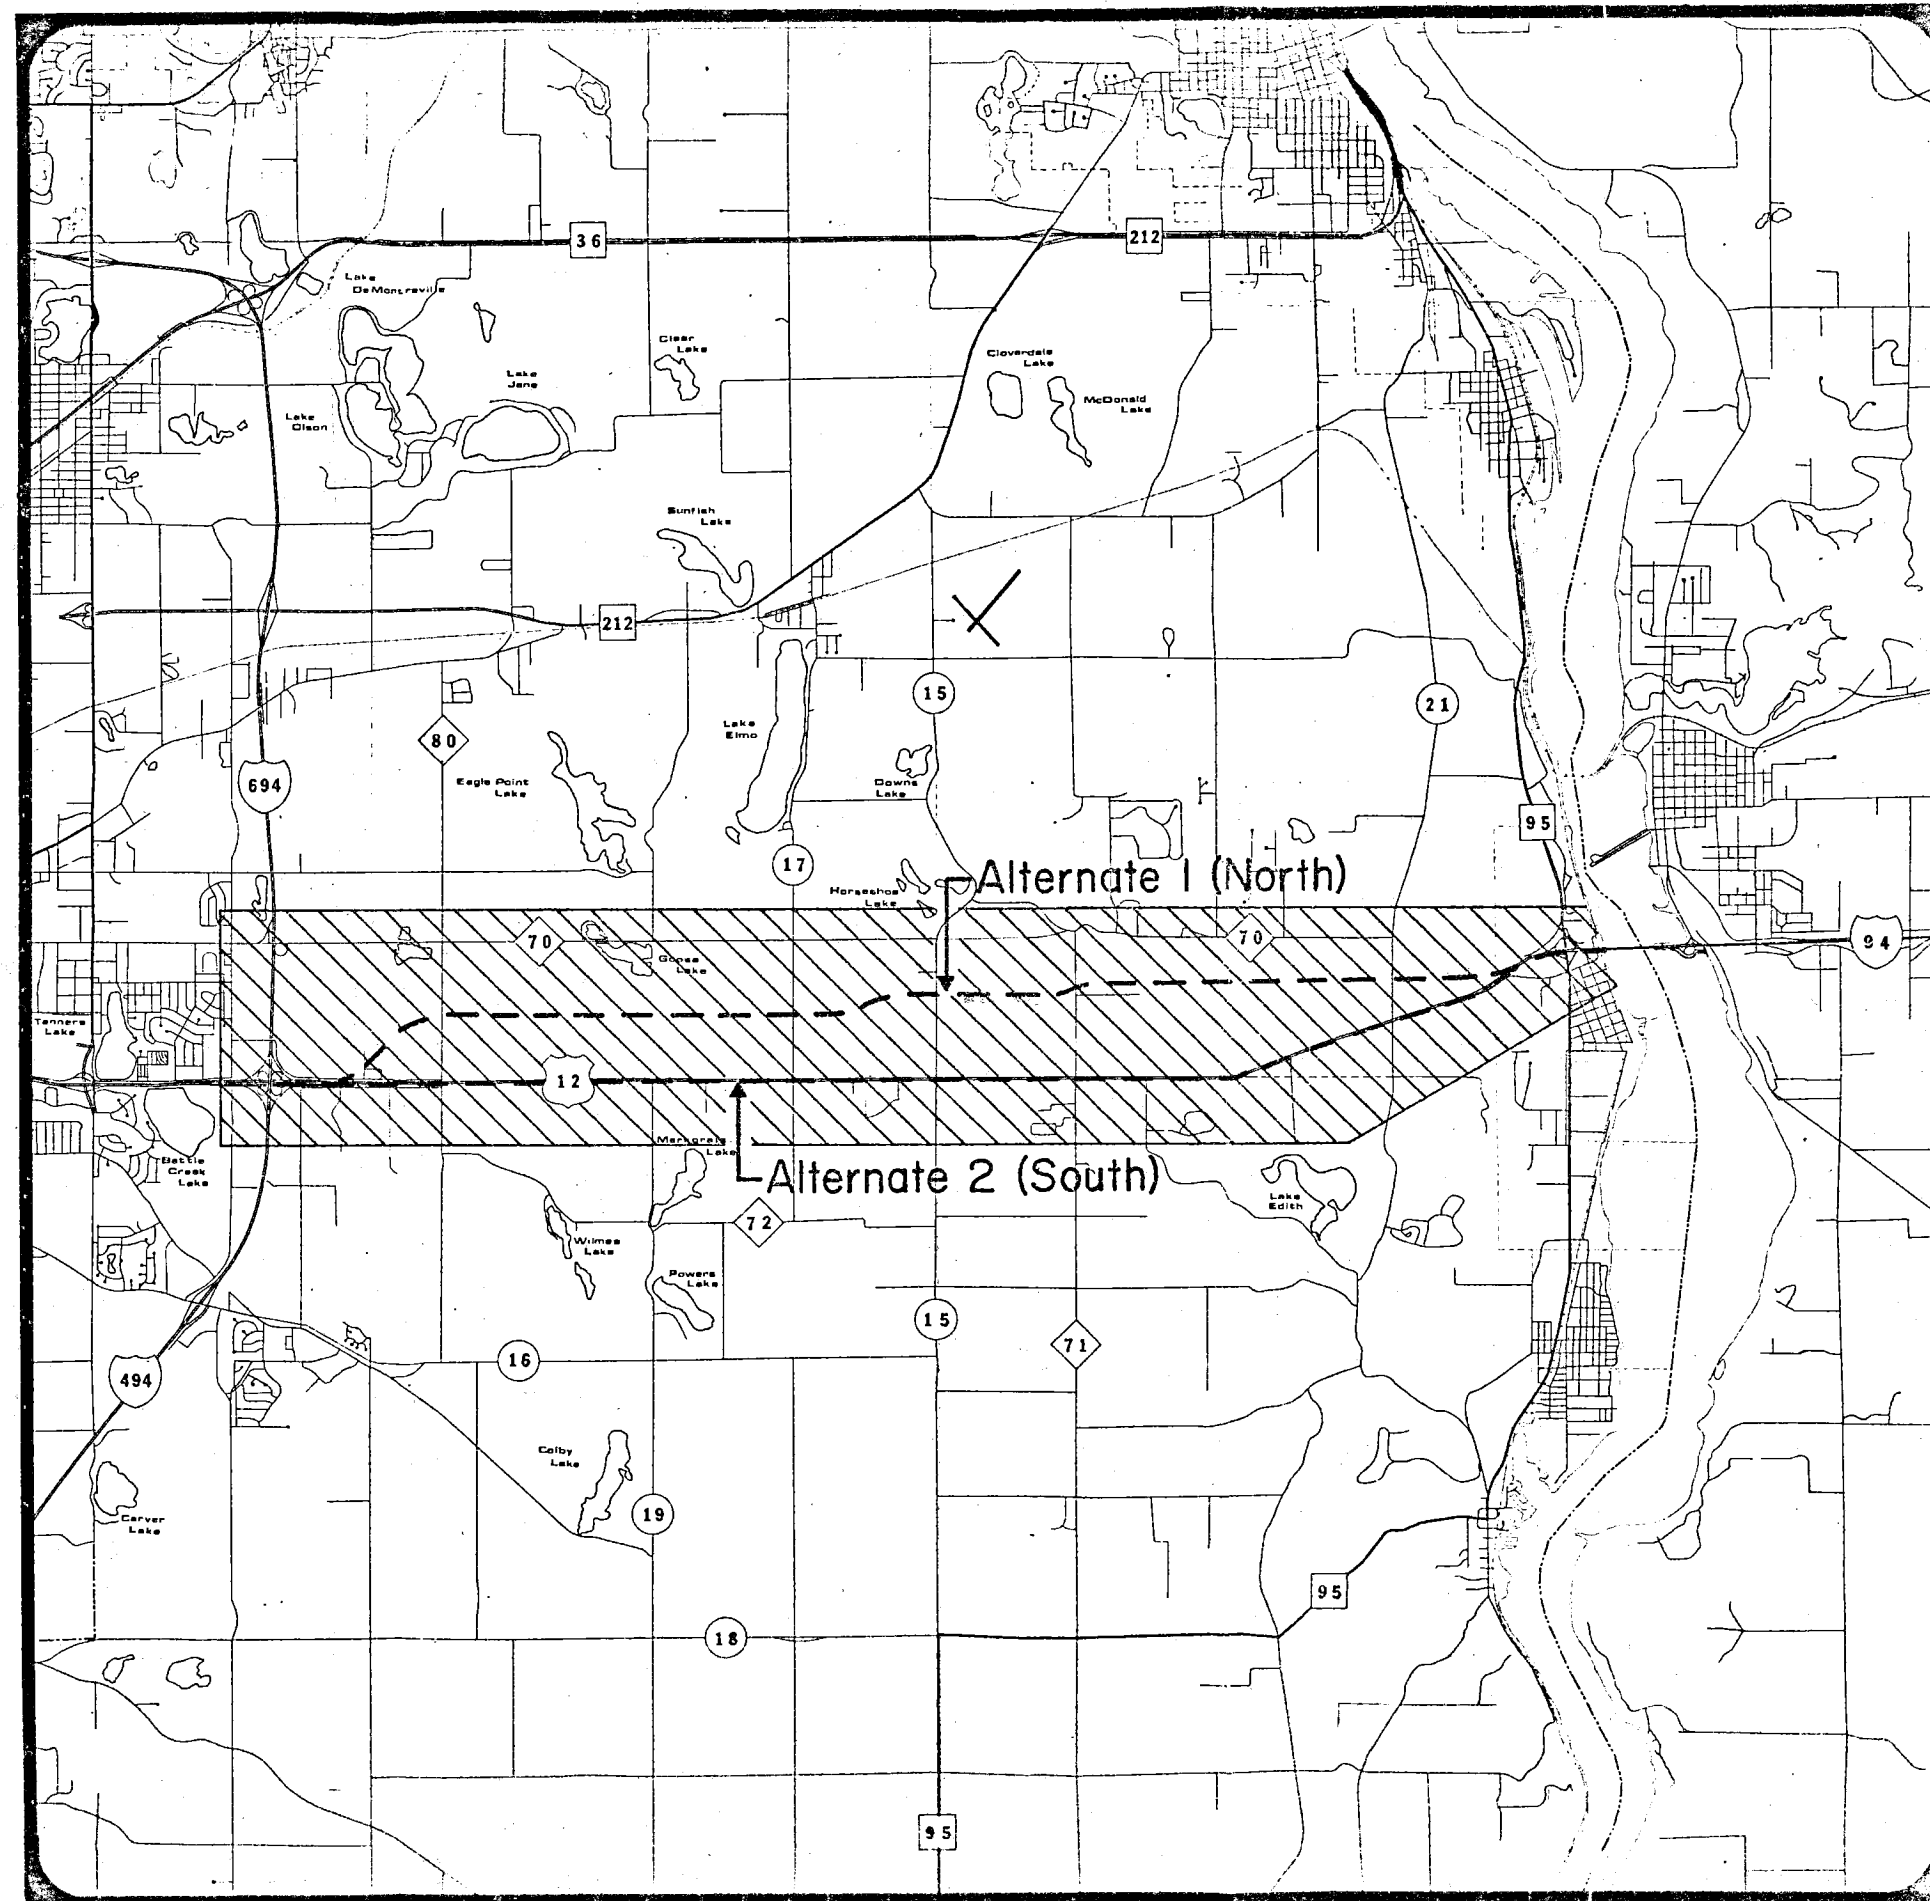 36
212
Lake
DeMontreville
Clear
Lake
Lake
Jane
Cloverdale
Lake
McDonald
Lake
Lake
Olson
Sunfish
Lake
212
15
21
80
Lake
Elmo
Eagle Point
Lake
Downs
Lake
694
95
17
Horseshoe
Lake
Alternate 1 (North)
70
70
94
Goose
Lake
Tanners
Lake
12
Markgrafs
Lake
Battle
Creek
Lake
Alternate 2 (South)
Lake
Edith
72
Wilmes
Lake
Powers
Lake
15
71
16
494
Colby
Lake
19
Carver
Lake
95
18
95